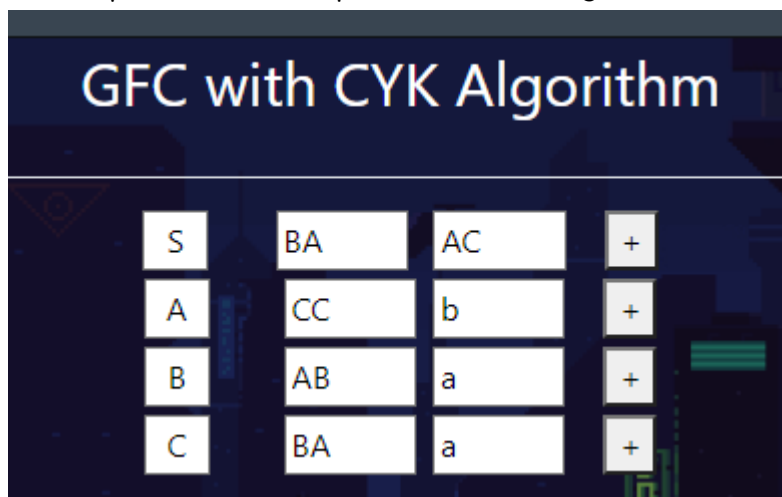 GFC with CYK Algorithm
S BA AC +
A CC b +
B AB a +
C BA a +